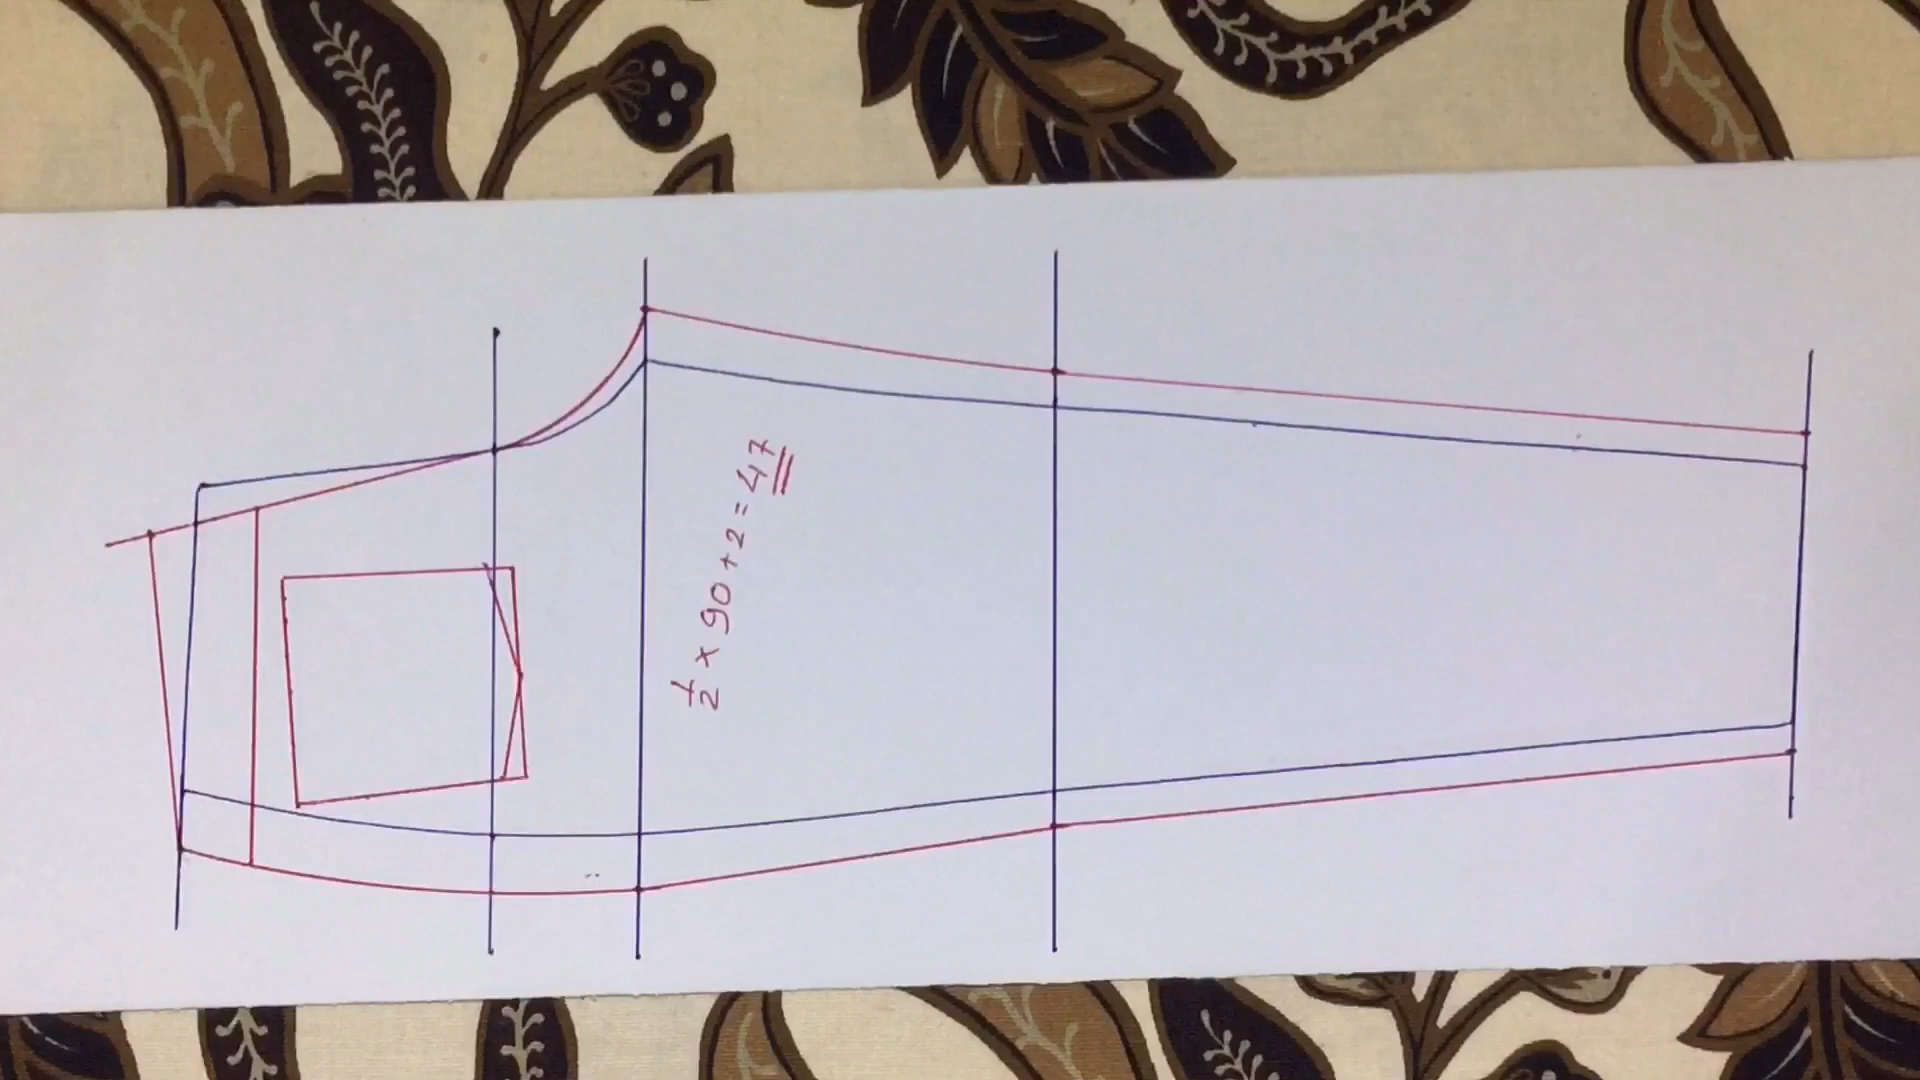 1/2 x 90 + 2 = 47